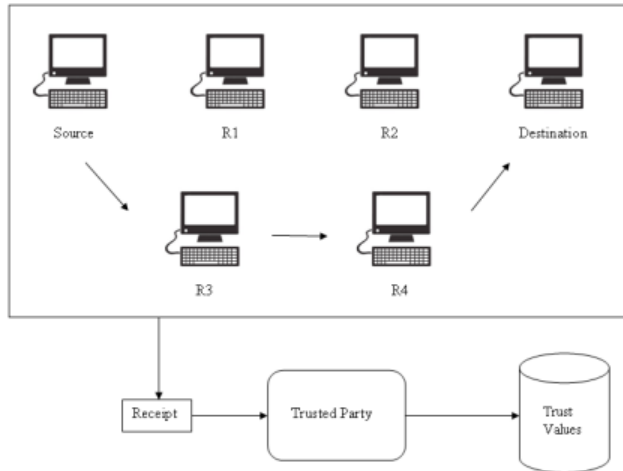 Source
R1
R2
Destination
R3
R4
Receipt
Trusted Party
Trust
Values